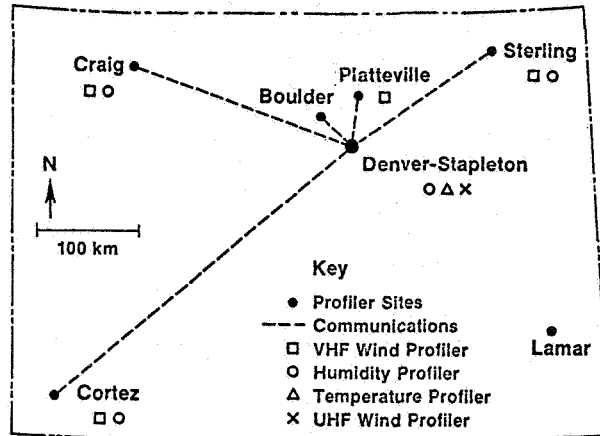 Craig
Sterling
Platteville
Boulder
Denver-Stapleton
N
100 km
Key
Profiler Sites
Communications
VHF Wind Profiler
Humidity Profiler
Temperature Profiler
UHF Wind Profiler
Lamar
Cortez